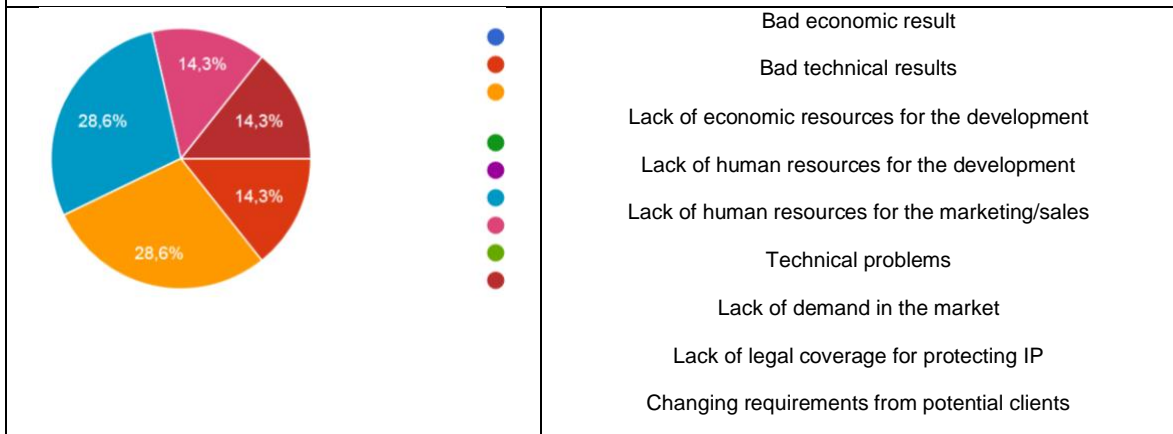 14,3%
28,6%
14,3%
14,3%
28,6%
Bad economic result
Bad technical results
Lack of economic resources for the development
Lack of human resources for the development
Lack of human resources for the marketing/sales
Technical problems
Lack of demand in the market
Lack of legal coverage for protecting IP
Changing requirements from potential clients